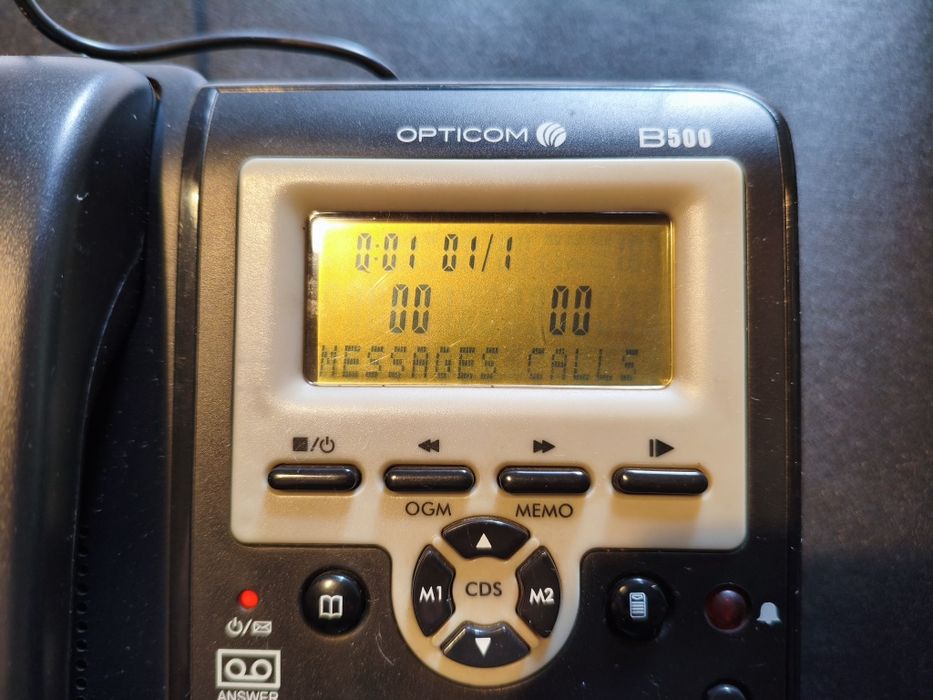 OPTICOM B500
0:01 01/1
00 00
MESSAGES CALLS
OGM MEMO
M1 CDS M2
ANSWER